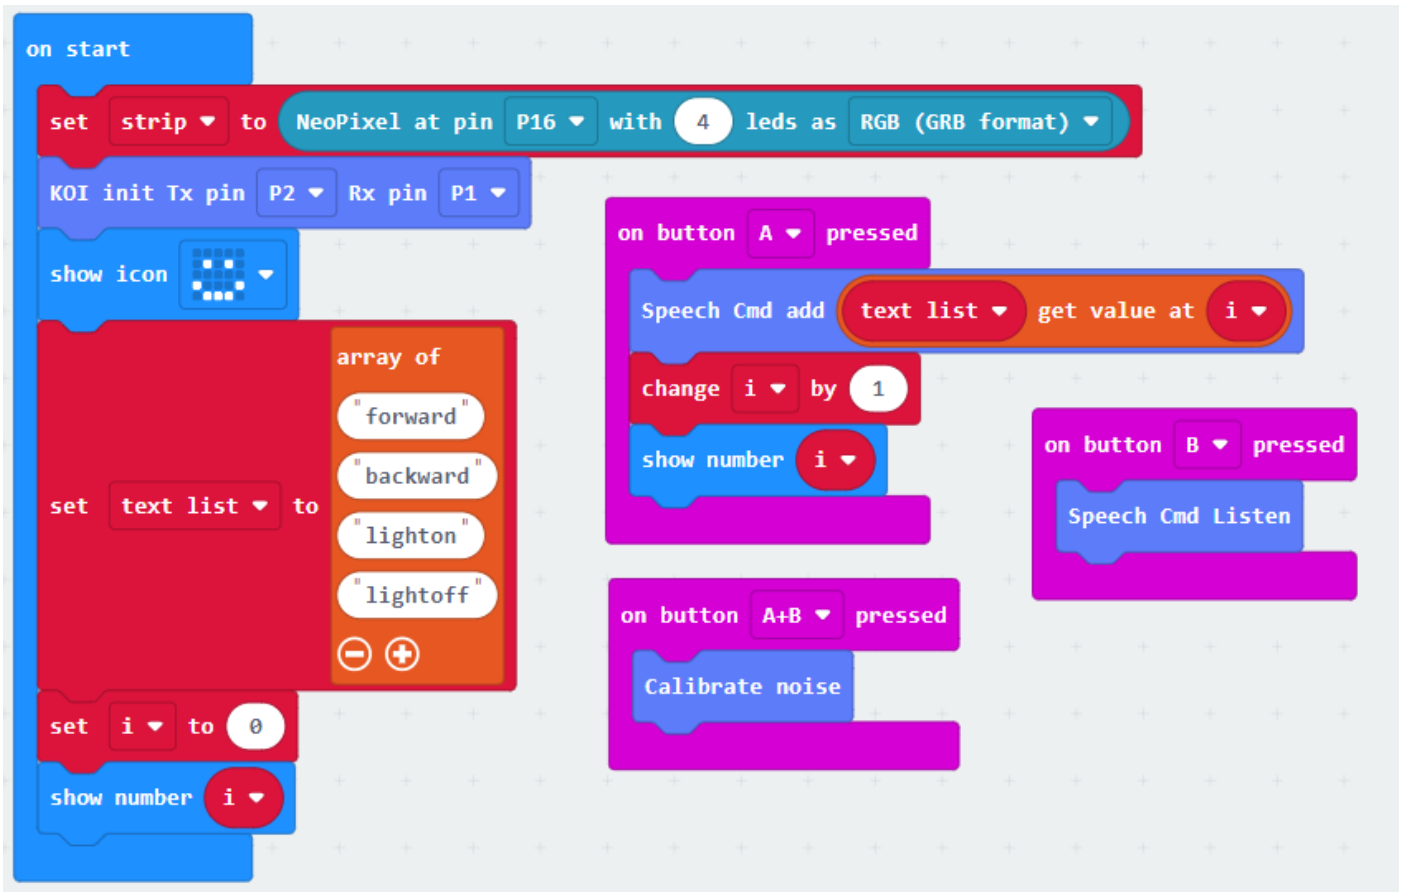 on start
set strip to NeoPixel at pin P16 with 4 leds as RGB (GRB format)
KOI init Tx pin P2 Rx pin P1
show icon
set text list to array of
"forward"
"backward"
"lighton"
"lightoff"
set i to 0
show number i
on button A pressed
Speech Cmd add text list get value at i
change i by 1
show number i
on button B pressed
Speech Cmd Listen
on button A+B pressed
Calibrate noise